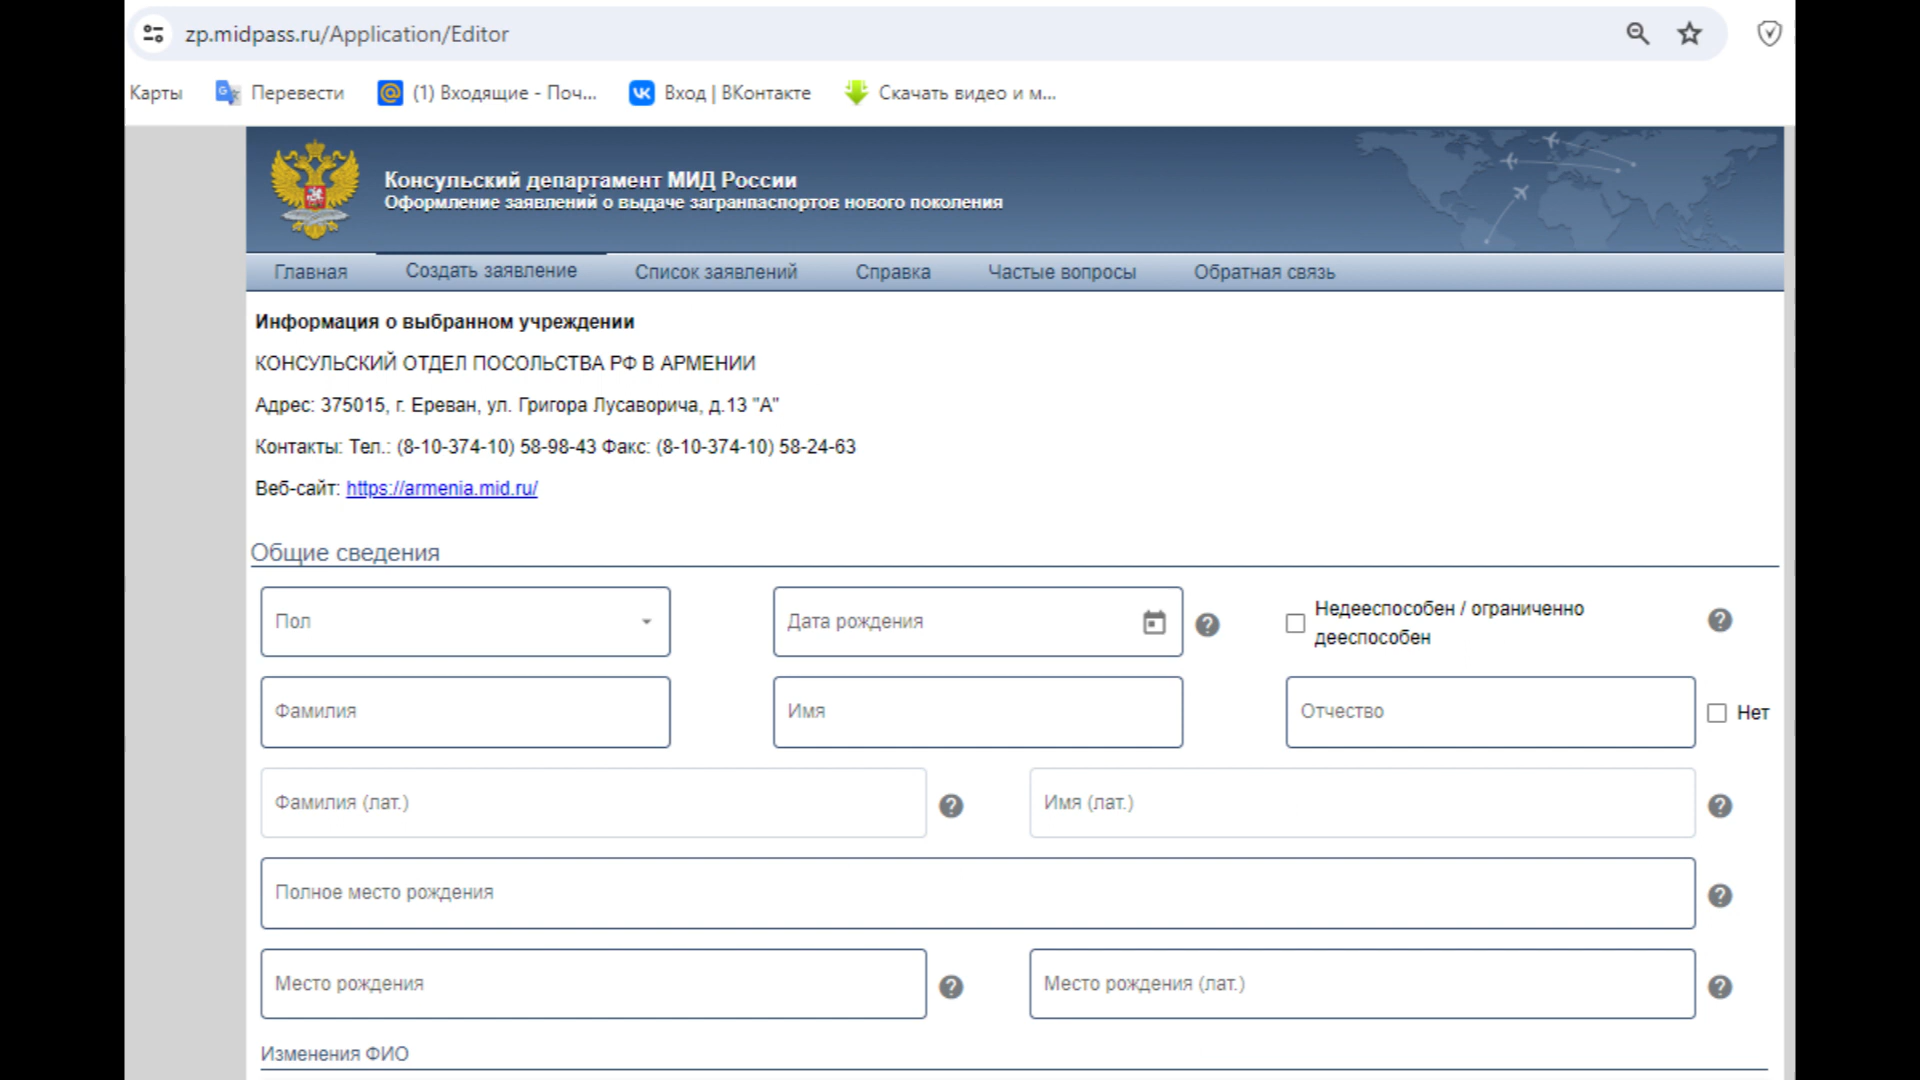 zp.midpass.ru/Application/Editor
Карты Перевести (1) Входящие - Поч... Вход | ВКонтакте Скачать видео и м...
Консульский департамент МИД России
Оформление заявлений о выдаче загранпаспортов нового поколения
Главная Создать заявление Список заявлений Справка Частые вопросы Обратная связь
Информация о выбранном учреждении
КОНСУЛЬСКИЙ ОТДЕЛ ПОСОЛЬСТВА РФ В АРМЕНИИ
Адрес: 375015, г. Ереван, ул. Григора Лусаворича, д.13 "А"
Контакты: Тел.: (8-10-374-10) 58-98-43 Факс: (8-10-374-10) 58-24-63
Веб-сайт: https://armenia.mid.ru/
Общие сведения
Пол Дата рождения Недееспособен / ограниченно
дееспособен
Фамилия Имя Отчество Нет
Фамилия (лат.) Имя (лат.)
Полное место рождения
Место рождения Место рождения (лат.)
Изменения ФИО